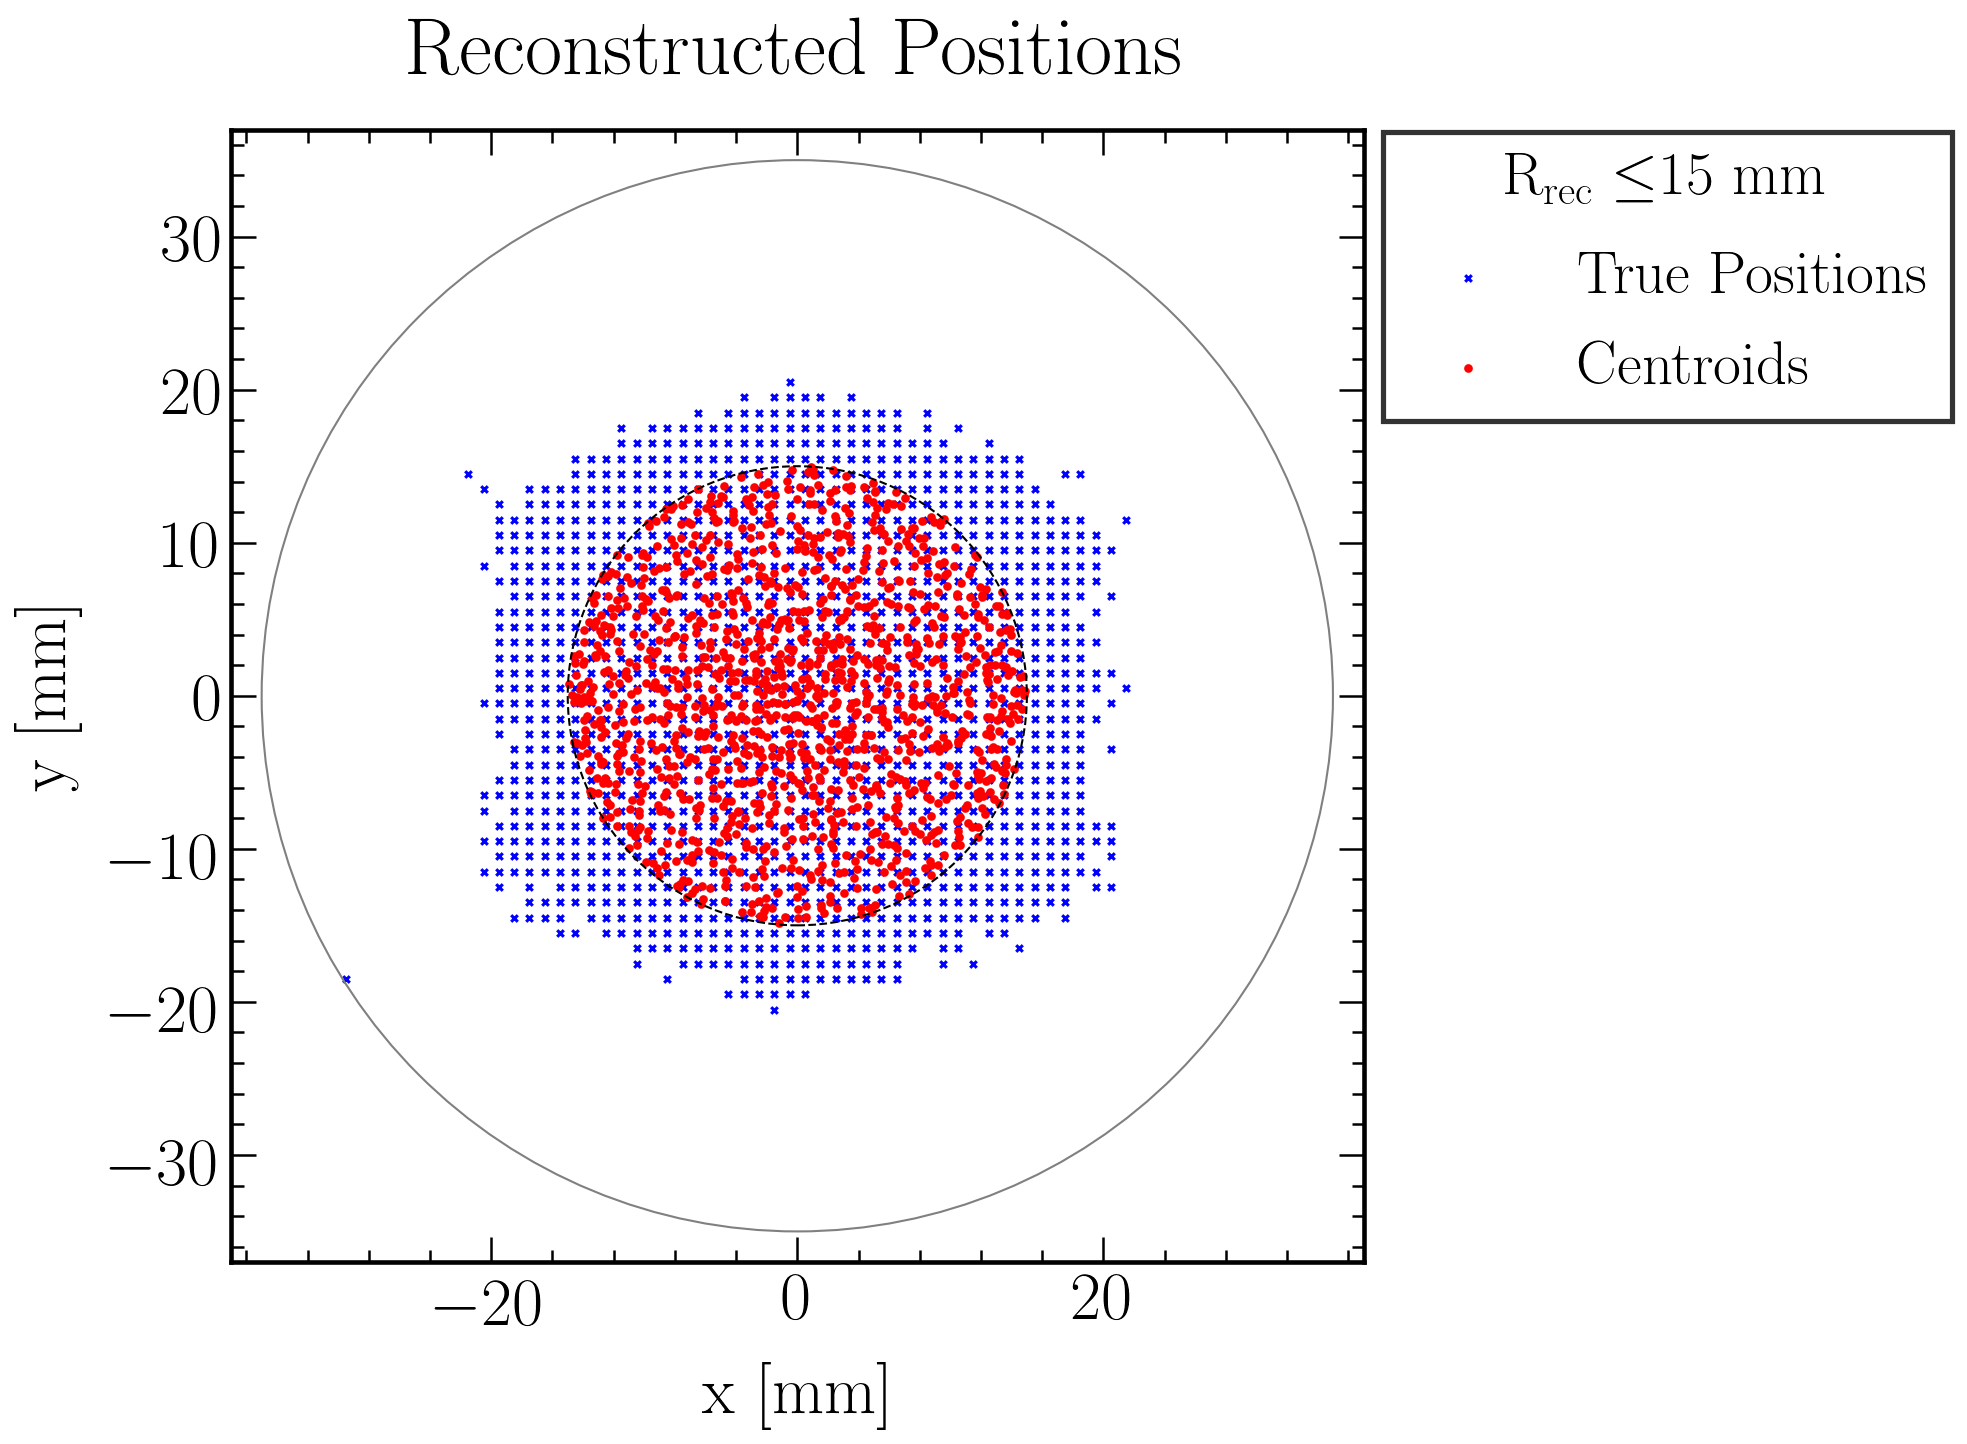 Reconstructed Positions
R_rec ≤15 mm
True Positions
Centroids
y [mm]
30
20
10
0
−10
−20
−30
−20 0 20
x [mm]